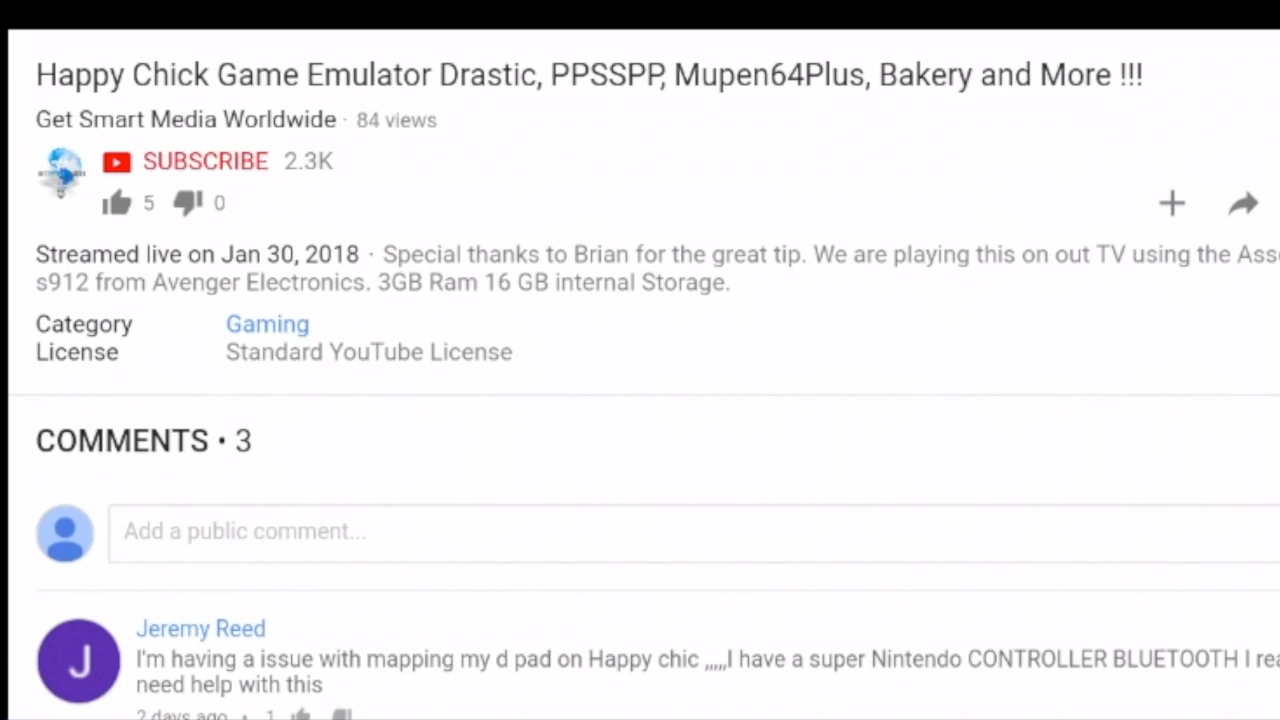 Happy Chick Game Emulator Drastic, PPSSPP, Mupen64Plus, Bakery and More !!!
Get Smart Media Worldwide · 84 views
SUBSCRIBE 2.3K
5 0
Streamed live on Jan 30, 2018 · Special thanks to Brian for the great tip. We are playing this on out TV using the
s912 from Avenger Electronics. 3GB Ram 16 GB internal Storage.
Category Gaming
License Standard YouTube License
COMMENTS • 3
Add a public comment...
J
Jeremy Reed
I'm having a issue with mapping my d pad on Happy chic ,,,,,I have a super Nintendo CONTROLLER BLUETOOTH I
need help with this
2 days ago · 1